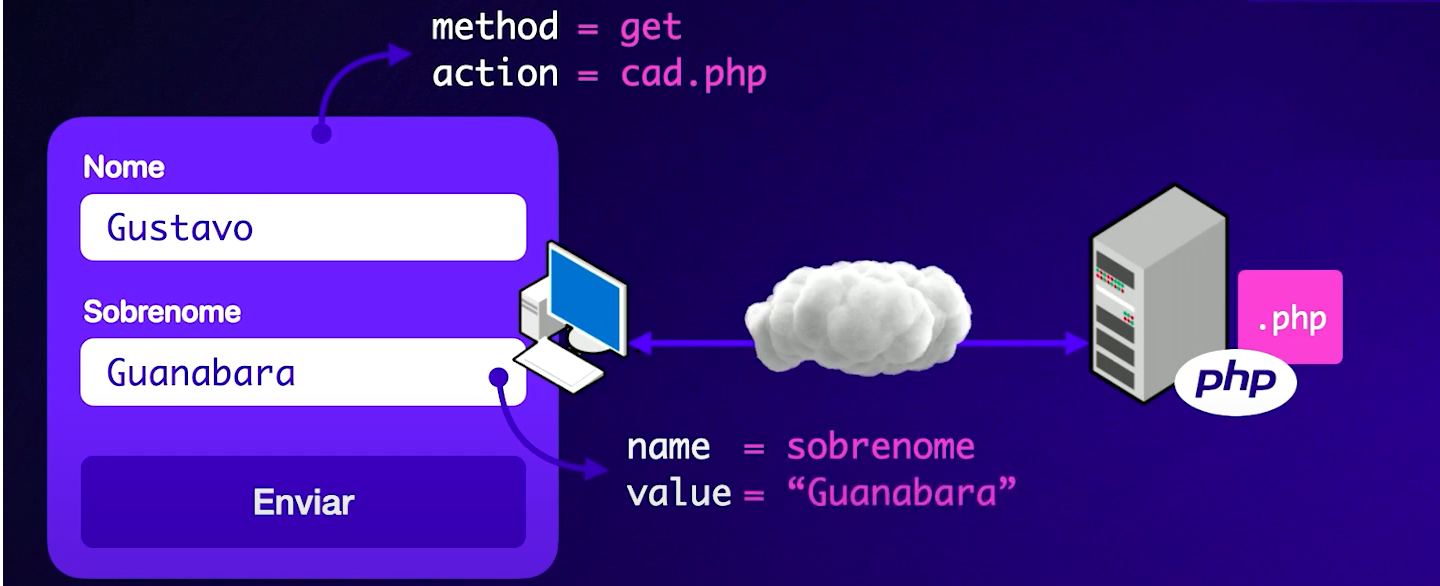 method = get
action = cad.php
Nome
Gustavo
Sobrenome
Guanabara
Enviar
name = sobrenome
value = “Guanabara”
.php
php